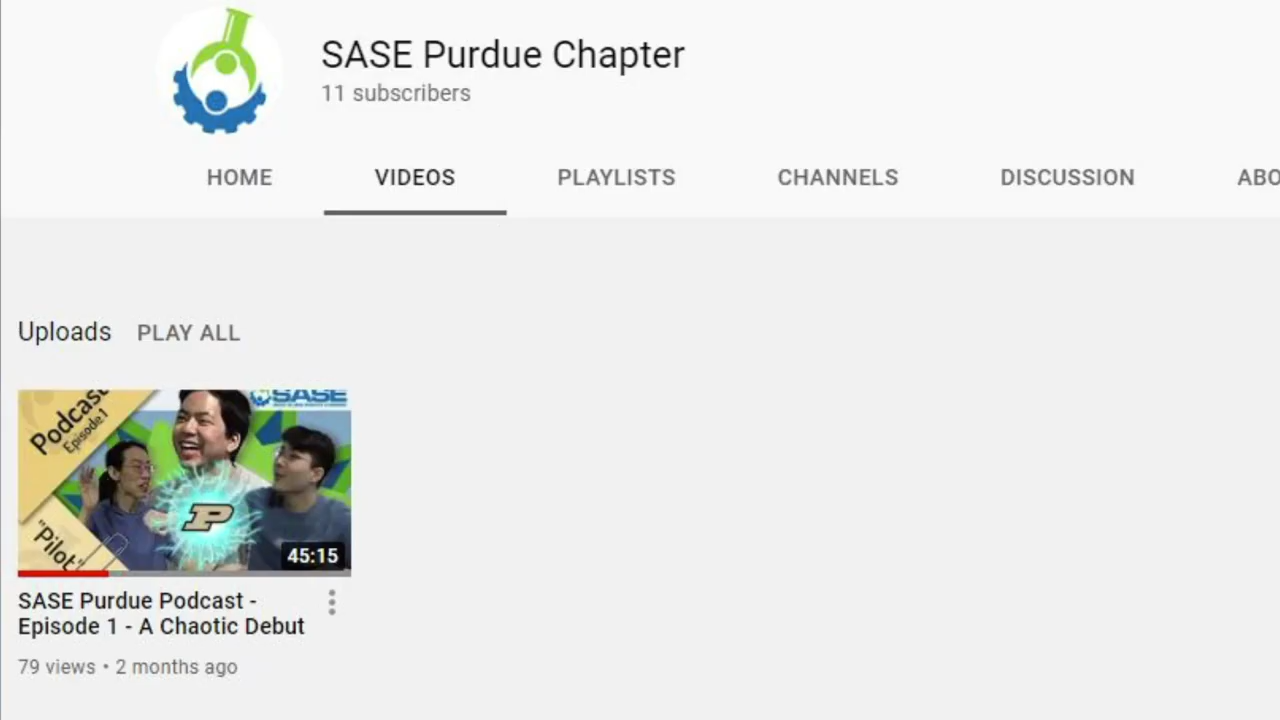 SASE Purdue Chapter
11 subscribers
HOME VIDEOS PLAYLISTS CHANNELS DISCUSSION ABO
Uploads PLAY ALL
Podcast
Episode 1
SASE
"Pilot"
P
45:15
SASE Purdue Podcast -
Episode 1 - A Chaotic Debut
79 views • 2 months ago